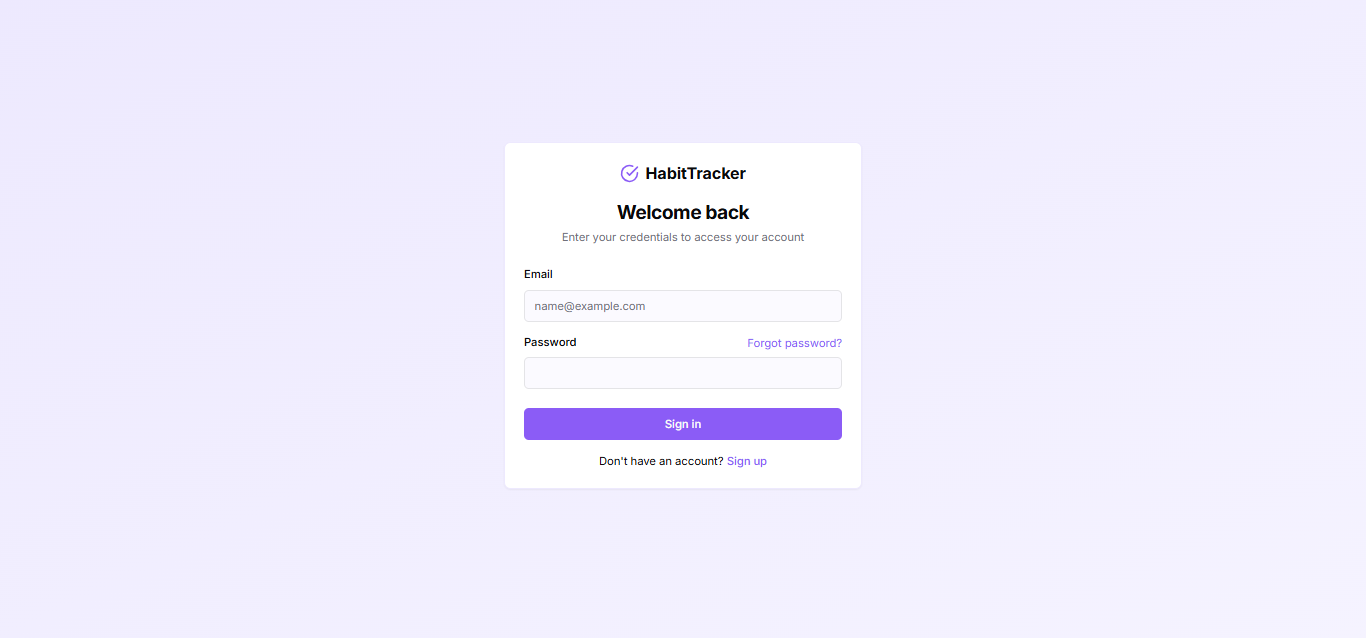 HabitTracker
Welcome back
Enter your credentials to access your account
Email
name@example.com
Password Forgot password?
Sign in
Don't have an account? Sign up